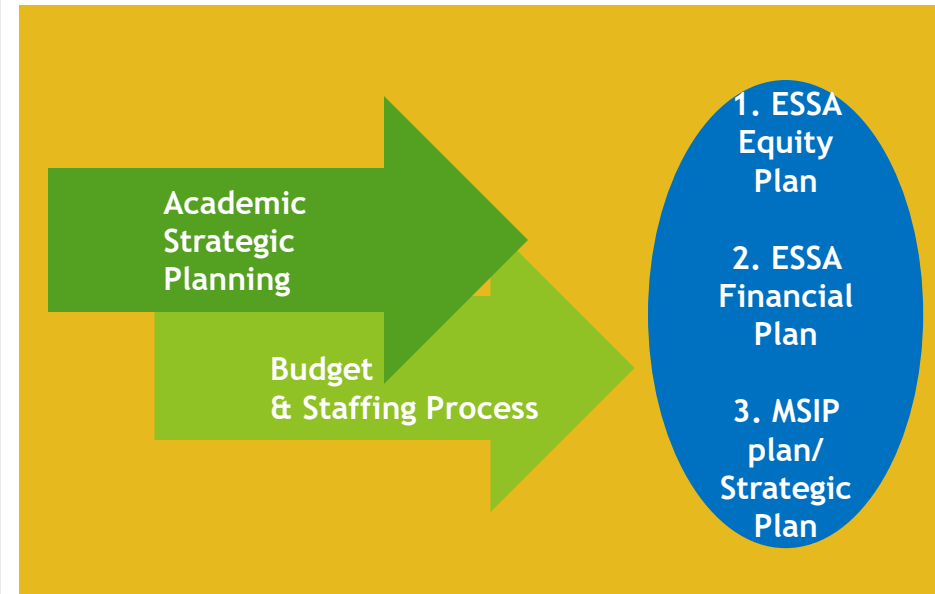 Academic
Strategic
Planning
Budget
& Staffing Process
1. ESSA
Equity
Plan
2. ESSA
Financial
Plan
3. MSIP
plan/
Strategic
Plan